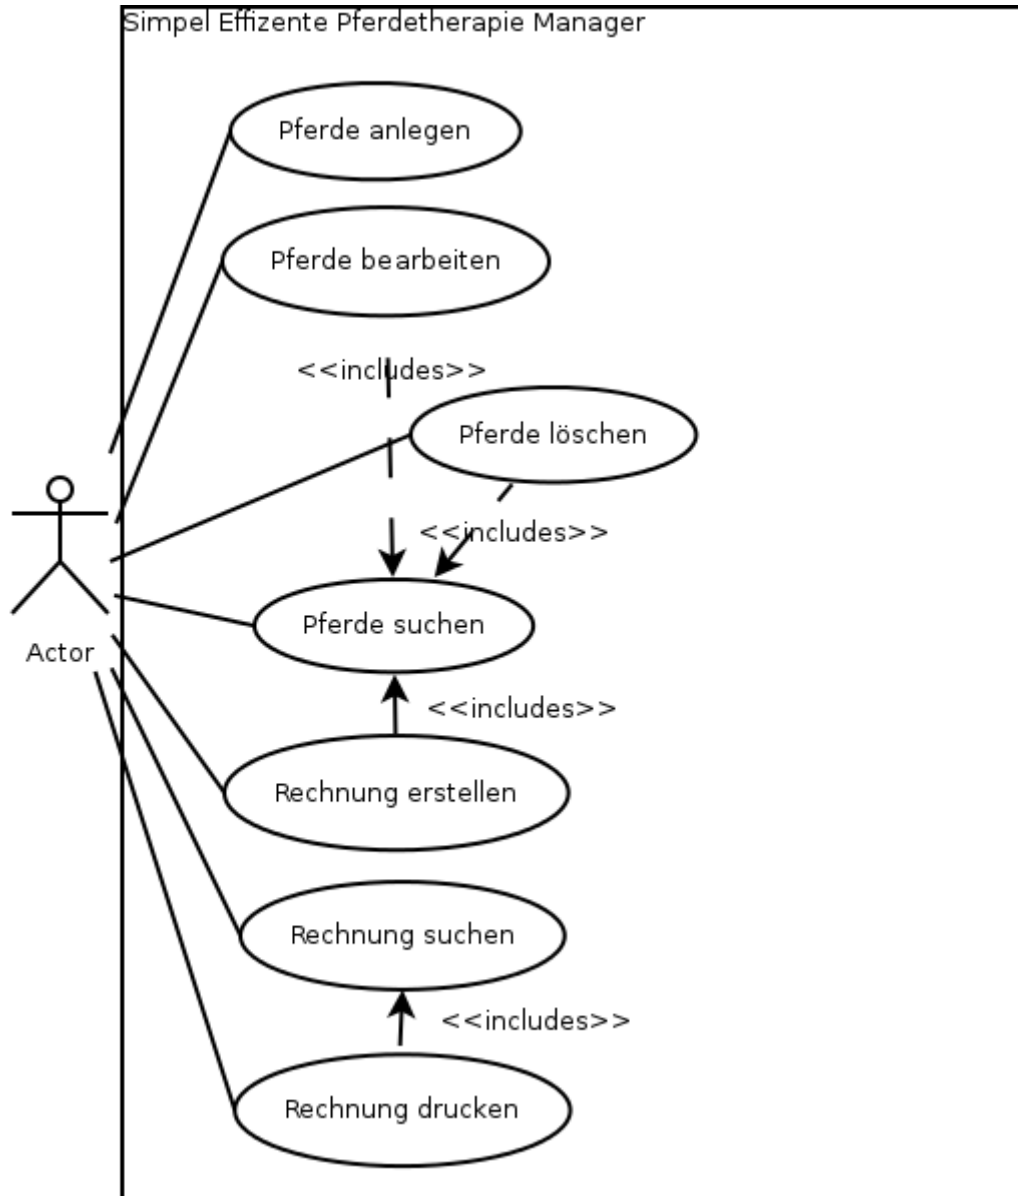 Simpel Effizente Pferdetherapie Manager
Pferde anlegen
Pferde bearbeiten
<<includes>>
Pferde löschen
<<includes>>
Pferde suchen
Actor
<<includes>>
Rechnung erstellen
Rechnung suchen
<<includes>>
Rechnung drucken